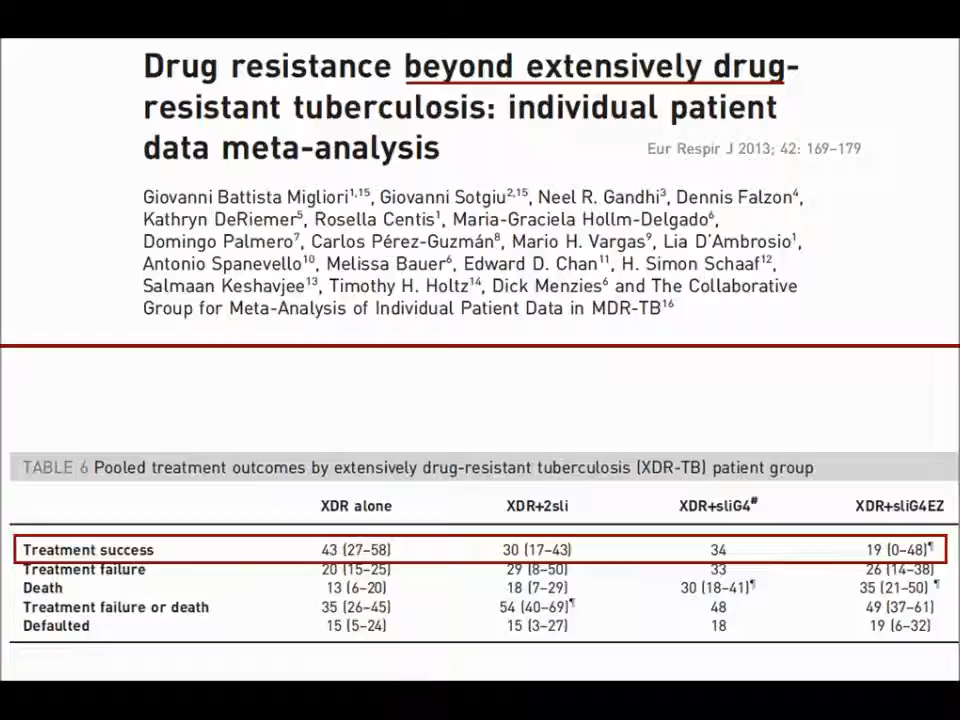 Drug resistance beyond extensively drug-
resistant tuberculosis: individual patient
data meta-analysis
Eur Respir J 2013; 42: 169–179
Giovanni Battista Migliori1,15, Giovanni Sotgiu2,15, Neel R. Gandhi3, Dennis Falzon4,
Kathryn DeRiemer5, Rosella Centis1, Maria-Graciela Hollm-Delgado6,
Domingo Palmero7, Carlos Pérez-Guzmán8, Mario H. Vargas9, Lia D'Ambrosio1,
Antonio Spanevello10, Melissa Bauer6, Edward D. Chan11, H. Simon Schaaf12,
Salmaan Keshavjee13, Timothy H. Holtz14, Dick Menzies6 and The Collaborative
Group for Meta-Analysis of Individual Patient Data in MDR-TB16
TABLE 6 Pooled treatment outcomes by extensively drug-resistant tuberculosis (XDR-TB) patient group
XDR alone XDR+2sli XDR+sliG4# XDR+sliG4EZ
Treatment success 43 (27–58) 30 (17–43) 34 19 (0–48)¶
Treatment failure 20 (15–25) 29 (8–50) 33 26 (14–38)
Death 13 (6–20) 18 (7–29) 30 (18–41)¶ 35 (21–50) ¶
Treatment failure or death 35 (26–45) 54 (40–69)¶ 48 49 (37–61)
Defaulted 15 (5–24) 15 (3–27) 18 19 (6–32)